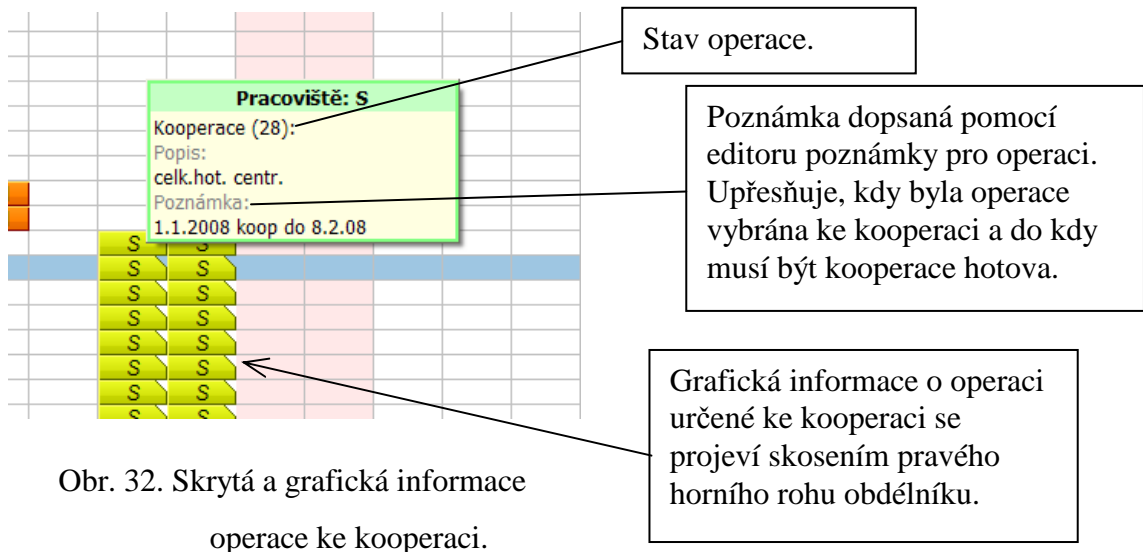 Stav operace.
Pracoviště: S
Kooperace (28):
Popis:
celk.hot. centr.
Poznámka:
1.1.2008 koop do 8.2.08
Poznámka dopsaná pomocí
editoru poznámky pro operaci.
Upřesňuje, kdy byla operace
vybrána ke kooperaci a do kdy
musí být kooperace hotova.
S S
S S
S S
S S
S S
S S
S S
S S
Grafická informace o operaci
určené ke kooperaci se
projeví skosením pravého
horního rohu obdélníku.
Obr. 32. Skrytá a grafická informace
operace ke kooperaci.